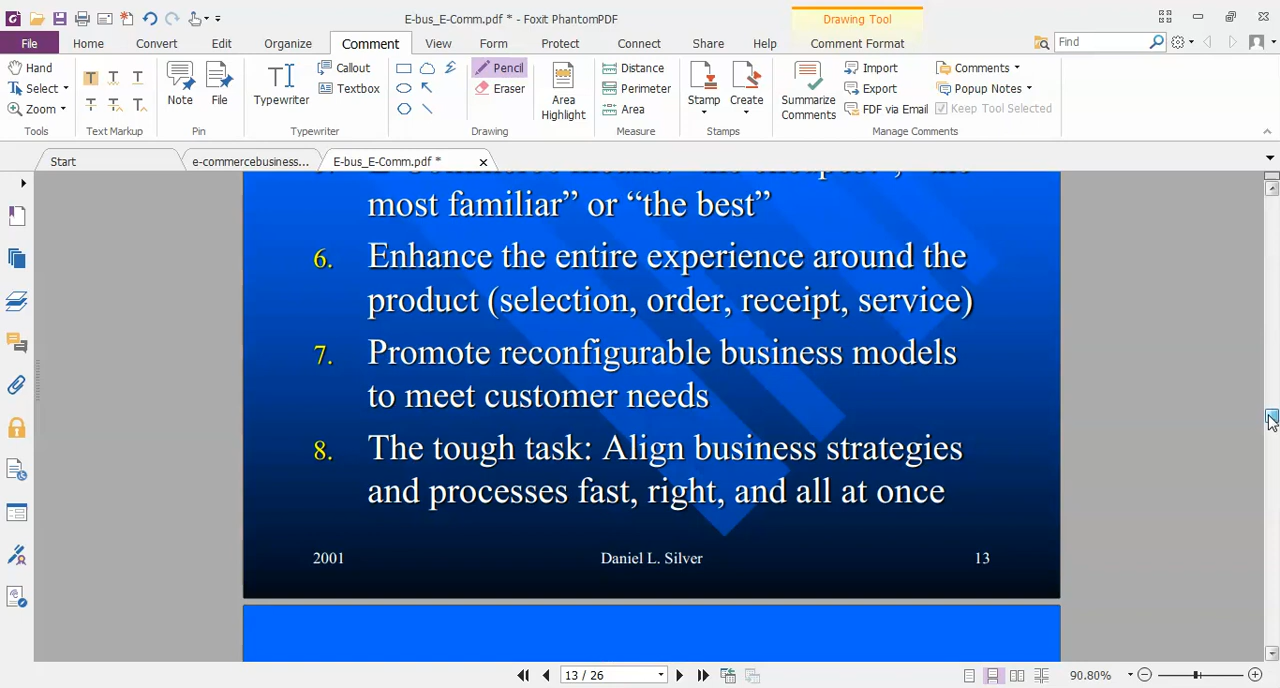 E-bus_E-Comm.pdf * - Foxit PhantomPDF
Drawing Tool
File
Home
Convert
Edit
Organize
Comment
View
Form
Protect
Connect
Share
Help
Comment Format
Find
Hand
Select
Zoom
Tools
Text Markup
Note
File
Pin
Typewriter
Callout
Textbox
Typewriter
Pencil
Eraser
Drawing
Area
Highlight
Distance
Perimeter
Area
Measure
Stamp
Create
Stamps
Summarize
Comments
Import
Export
FDF via Email
Comments
Popup Notes
Keep Tool Selected
Manage Comments
Start
e-commercebusiness...
E-bus_E-Comm.pdf *
most familiar” or “the best”
6. Enhance the entire experience around the
product (selection, order, receipt, service)
7. Promote reconfigurable business models
to meet customer needs
8. The tough task: Align business strategies
and processes fast, right, and all at once
2001 Daniel L. Silver 13
13 / 26
90.80%